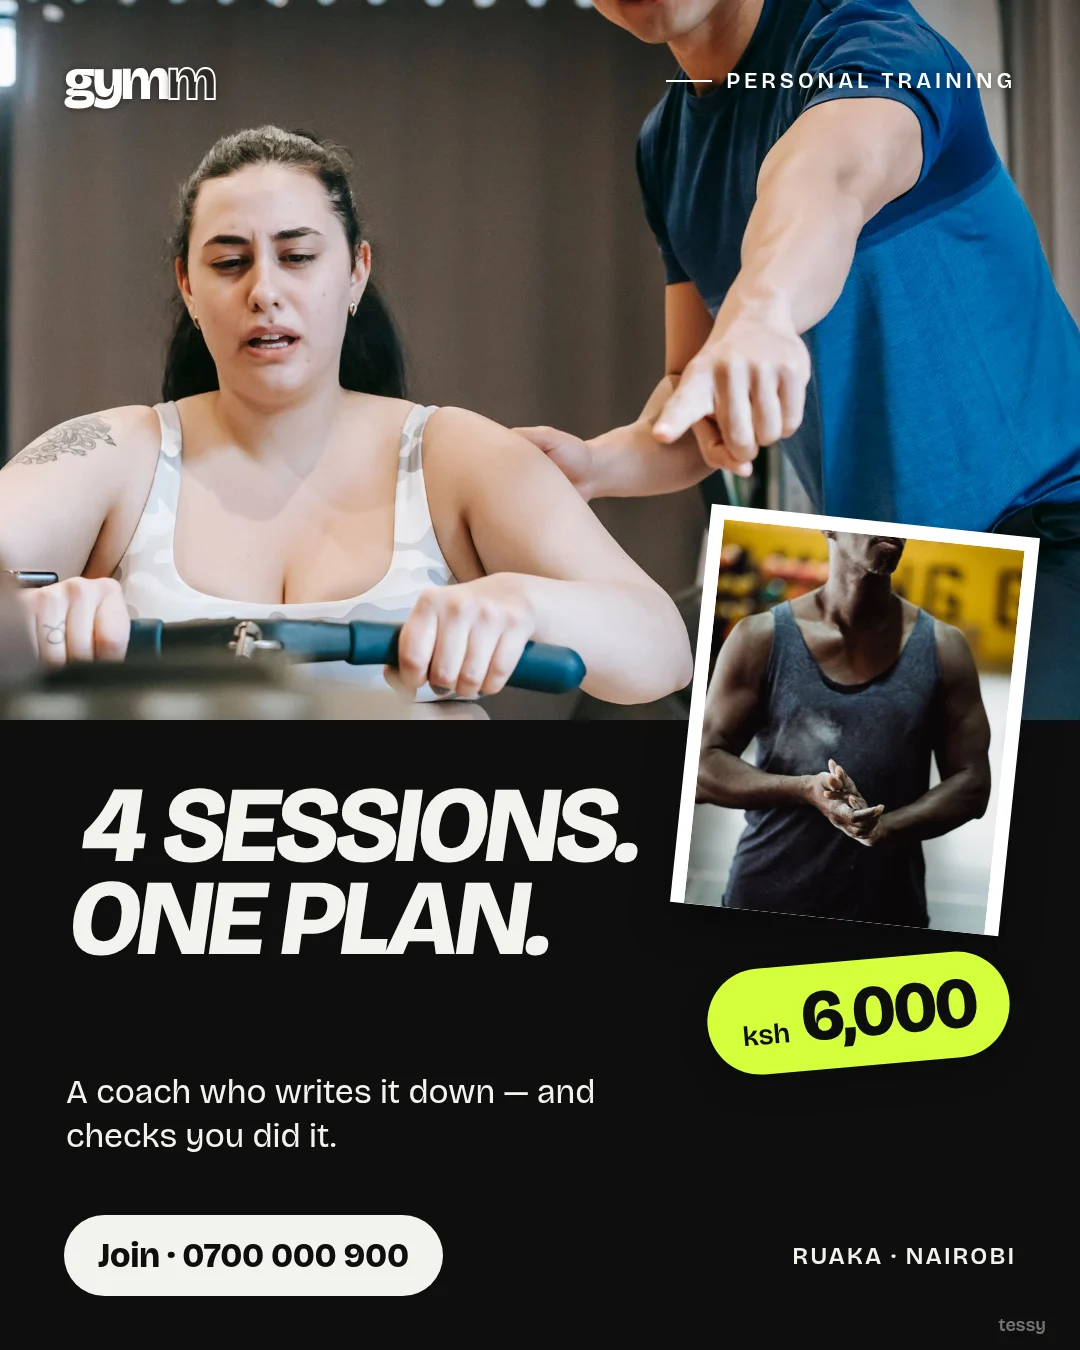 gymm
PERSONAL TRAINING
4 SESSIONS.
ONE PLAN.
ksh 6,000
A coach who writes it down — and
checks you did it.
Join · 0700 000 900
RUAKA · NAIROBI
tessy